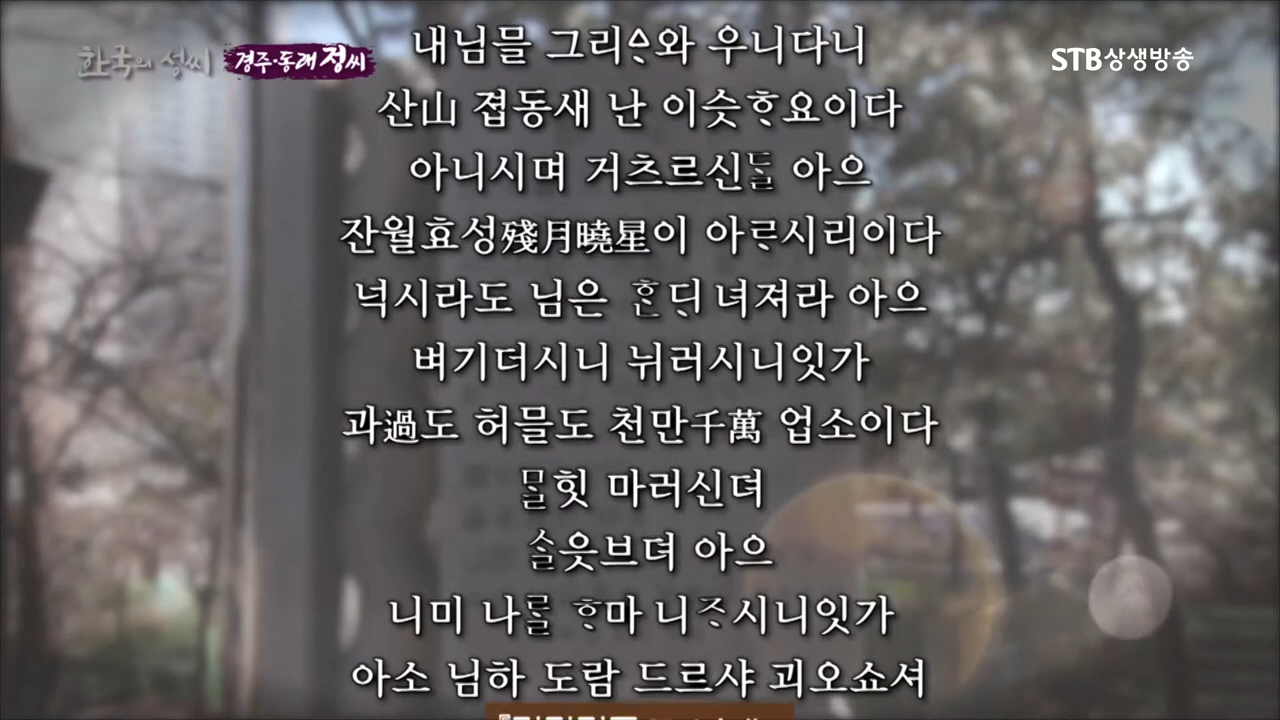 한국의 성씨 경주·동래 정씨
STB상생방송
내님믈 그리ᅀᆞ와 우니다니
산山 졉동새 난 이슷ᄒᆞ요이다
아니시며 거츠르신ᄃᆞᆯ 아으
잔월효성殘月曉星이 아ᄅᆞ시리이다
넉시라도 님은 ᄒᆞᆫᄃᆡ 녀져라 아으
벼기더시니 뉘러시니잇가
과過도 허믈도 천만千萬 업소이다
ᄆᆞᆯ힛 마러신뎌
ᄉᆞᆯ읏브뎌 아으
니미 나ᄅᆞᆯ ᄒᆞ마 니ᄌᆞ시니잇가
아소 님하 도람 드르샤 괴오쇼셔